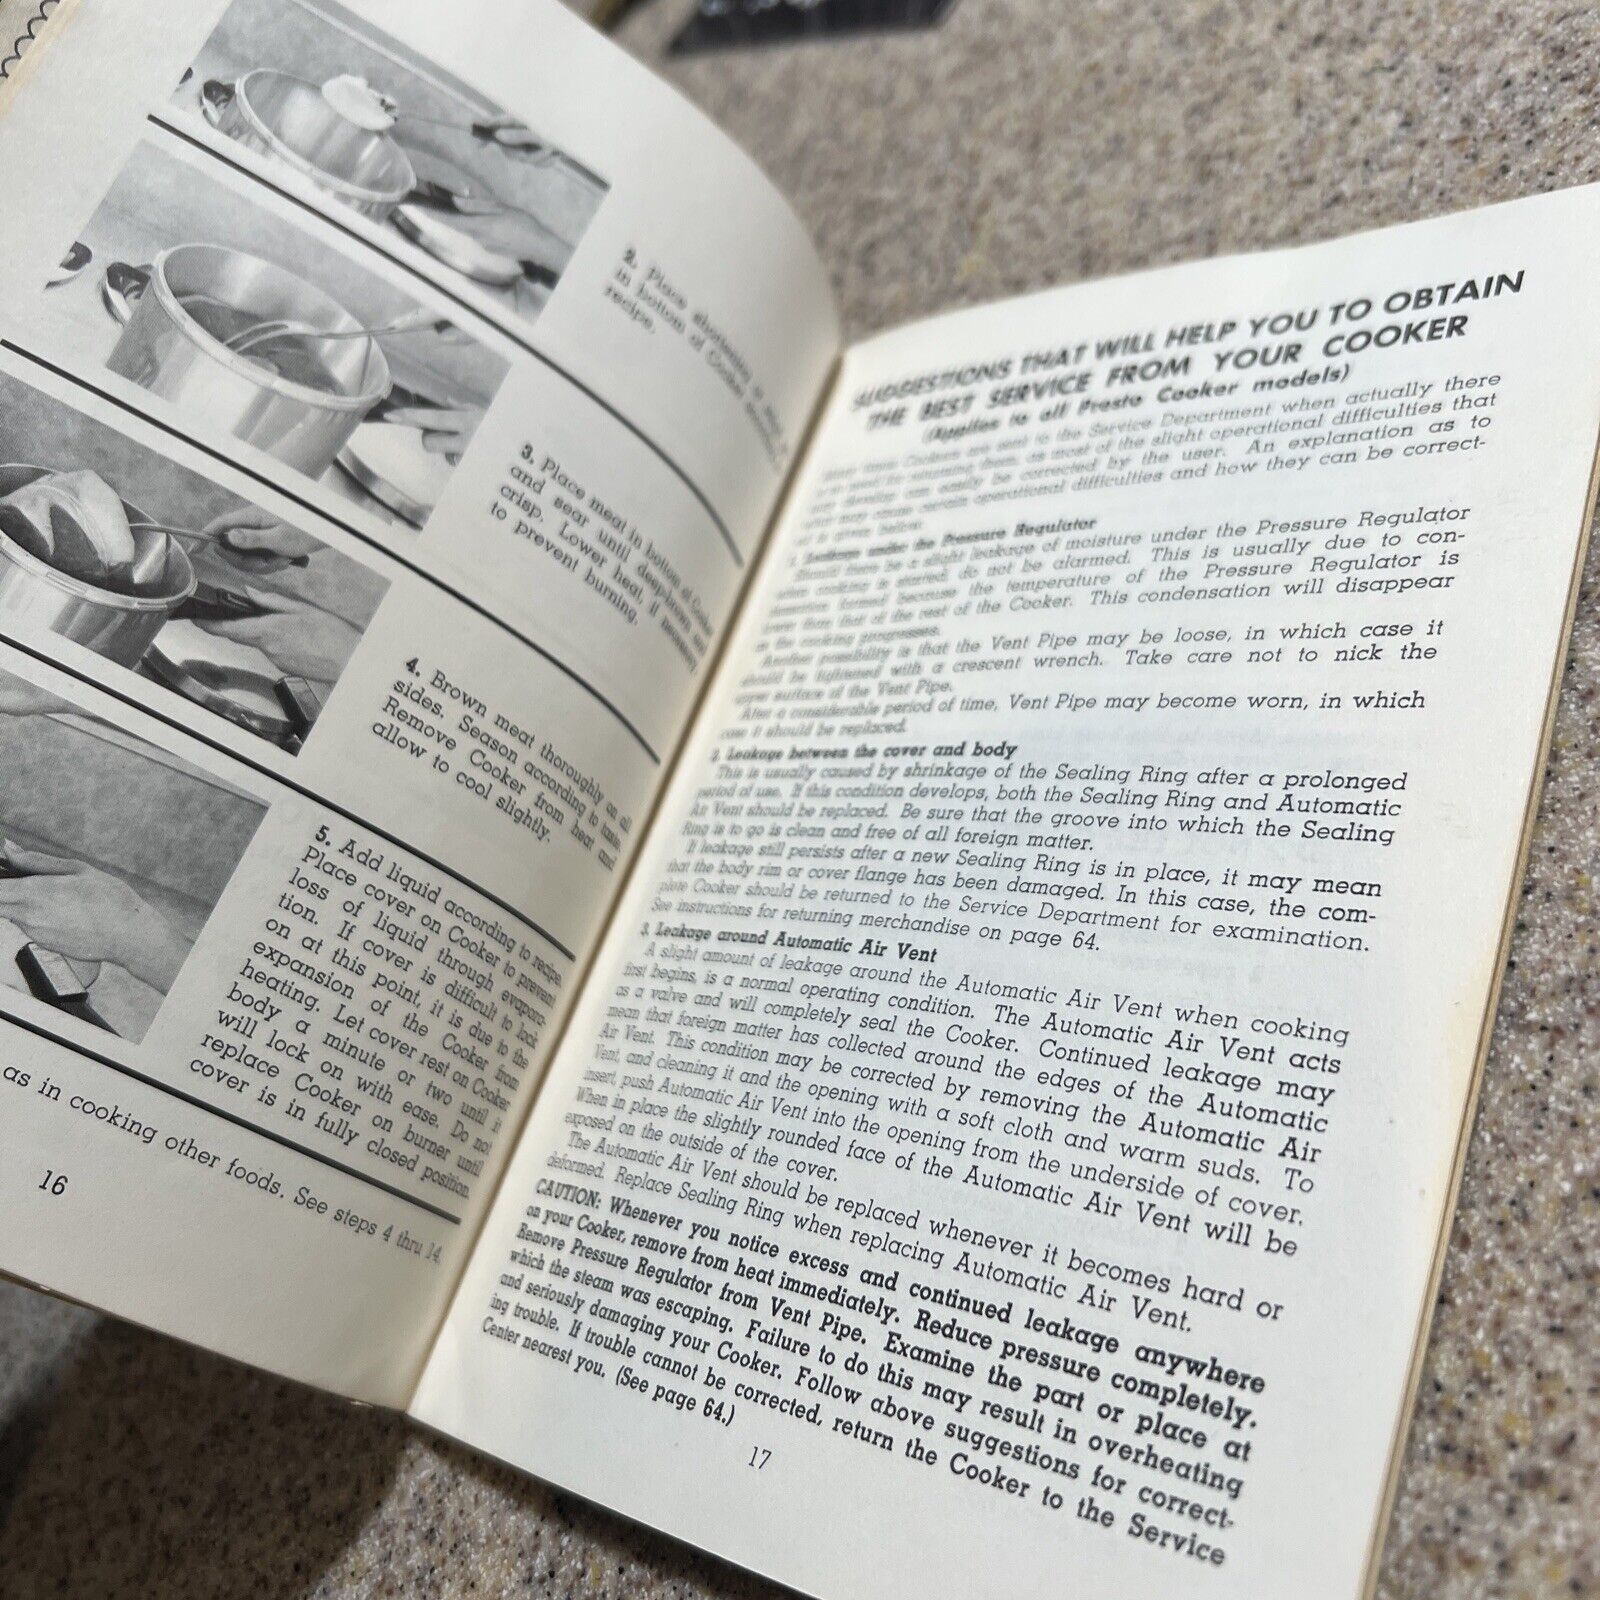 2. Place shortening in
in bottom of Cooker
recipe.
3. Place meat in bottom of Cooker
and sear until deep brown and
crisp. Lower heat, if necessary
to prevent burning.
4. Brown meat thoroughly on all
sides. Season according to taste.
Remove Cooker from heat and
allow to cool slightly.
5. Add liquid according to recipe.
Place cover on Cooker to prevent
loss of liquid through evapora-
tion. If cover is difficult to lock
on at this point, it is due to the
expansion of the Cooker from
heating. Let cover rest on Cooker
body a minute or two until it
will lock on with ease. Do not
replace Cooker on burner until
cover is in fully closed position.
as in cooking other foods. See steps 4 thru 14.
16
SUGGESTIONS THAT WILL HELP YOU TO OBTAIN
THE BEST SERVICE FROM YOUR COOKER
(Applies to all Presto Cooker models)
Many times Cookers are sent to the Service Department when actually there
is no need for returning them, as most of the slight operational difficulties that
may develop can easily be corrected by the user. An explanation as to
what may cause certain operational difficulties and how they can be correct-
ed is given below.
1. Leakage under the Pressure Regulator
Should there be a slight leakage of moisture under the Pressure Regulator
when cooking is started, do not be alarmed. This is usually due to con-
densation formed because the temperature of the Pressure Regulator is
lower than that of the rest of the Cooker. This condensation will disappear
as the cooking progresses.
Another possibility is that the Vent Pipe may be loose, in which case it
should be tightened with a crescent wrench. Take care not to nick the
upper surface of the Vent Pipe.
After a considerable period of time, Vent Pipe may become worn, in which
case it should be replaced.
2. Leakage between the cover and body
This is usually caused by shrinkage of the Sealing Ring after a prolonged
period of use. If this condition develops, both the Sealing Ring and Automatic
Air Vent should be replaced. Be sure that the groove into which the Sealing
Ring is to go is clean and free of all foreign matter.
If leakage still persists after a new Sealing Ring is in place, it may mean
that the body rim or cover flange has been damaged. In this case, the com-
plete Cooker should be returned to the Service Department for examination.
See instructions for returning merchandise on page 64.
3. Leakage around Automatic Air Vent
A slight amount of leakage around the Automatic Air Vent when cooking
first begins, is a normal operating condition. The Automatic Air Vent acts
as a valve and will completely seal the Cooker. Continued leakage may
mean that foreign matter has collected around the edges of the Automatic
Air Vent. This condition may be corrected by removing the Automatic Air
Vent, and cleaning it and the opening with a soft cloth and warm suds. To
insert, push Automatic Air Vent into the opening from the underside of cover.
When in place the slightly rounded face of the Automatic Air Vent will be
exposed on the outside of the cover.
The Automatic Air Vent should be replaced whenever it becomes hard or
deformed. Replace Sealing Ring when replacing Automatic Air Vent.
CAUTION: Whenever you notice excess and continued leakage anywhere
on your Cooker, remove from heat immediately. Reduce pressure completely.
Remove Pressure Regulator from Vent Pipe. Examine the part or place at
which the steam was escaping. Failure to do this may result in overheating
and seriously damaging your Cooker. Follow above suggestions for correct-
ing trouble. If trouble cannot be corrected, return the Cooker to the Service
Center nearest you. (See page 64.)
17